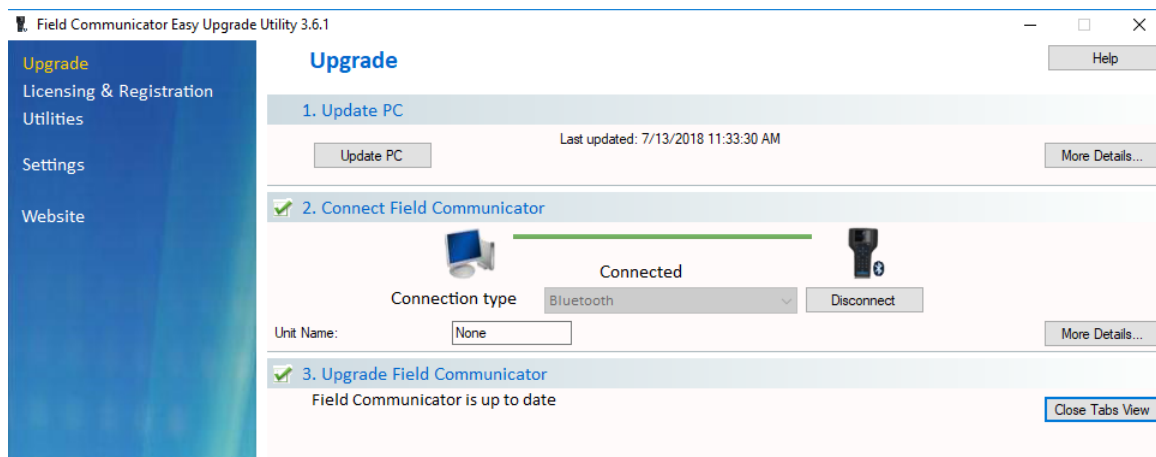 Field Communicator Easy Upgrade Utility 3.6.1
Upgrade
Licensing & Registration
Utilities
Settings
Website
Upgrade
Help
1. Update PC
Last updated: 7/13/2018 11:33:30 AM
Update PC
More Details...
2. Connect Field Communicator
Connected
Connection type
Bluetooth
Disconnect
Unit Name:
None
More Details...
3. Upgrade Field Communicator
Field Communicator is up to date
Close Tabs View